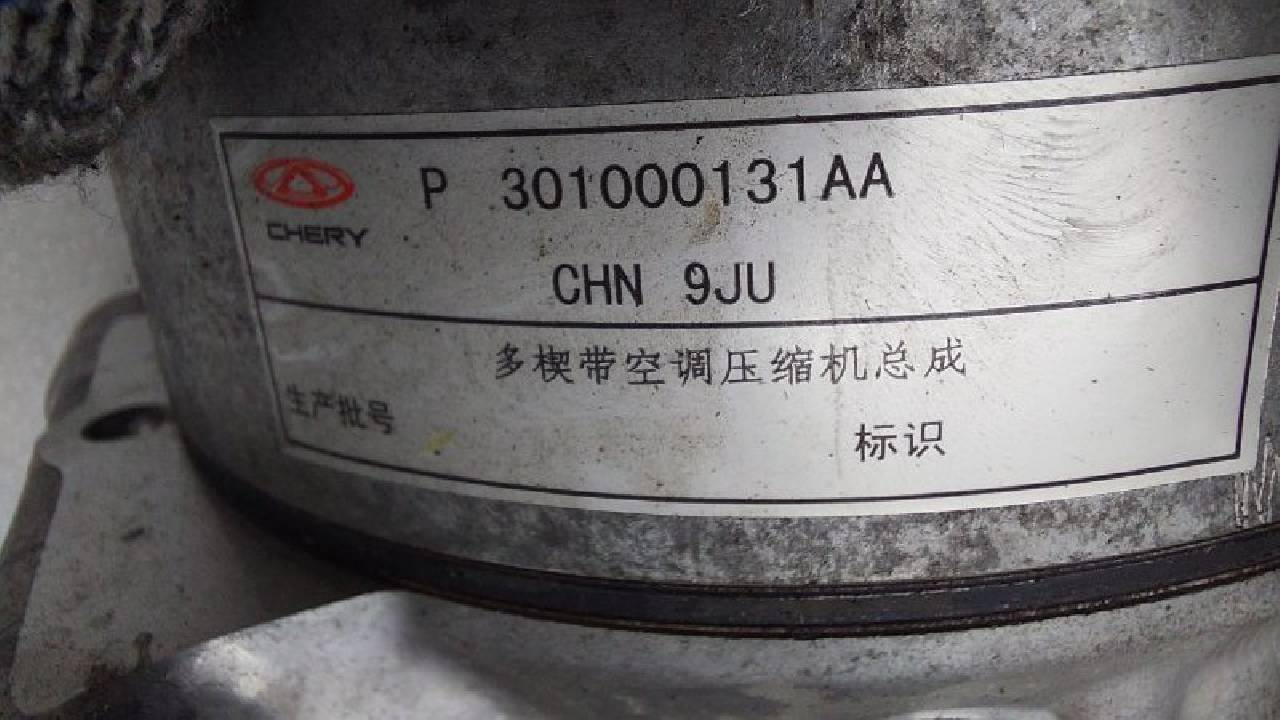 P 301000131AA
CHERY
CHN 9JU
多楔带空调压缩机总成
生产批号
标识